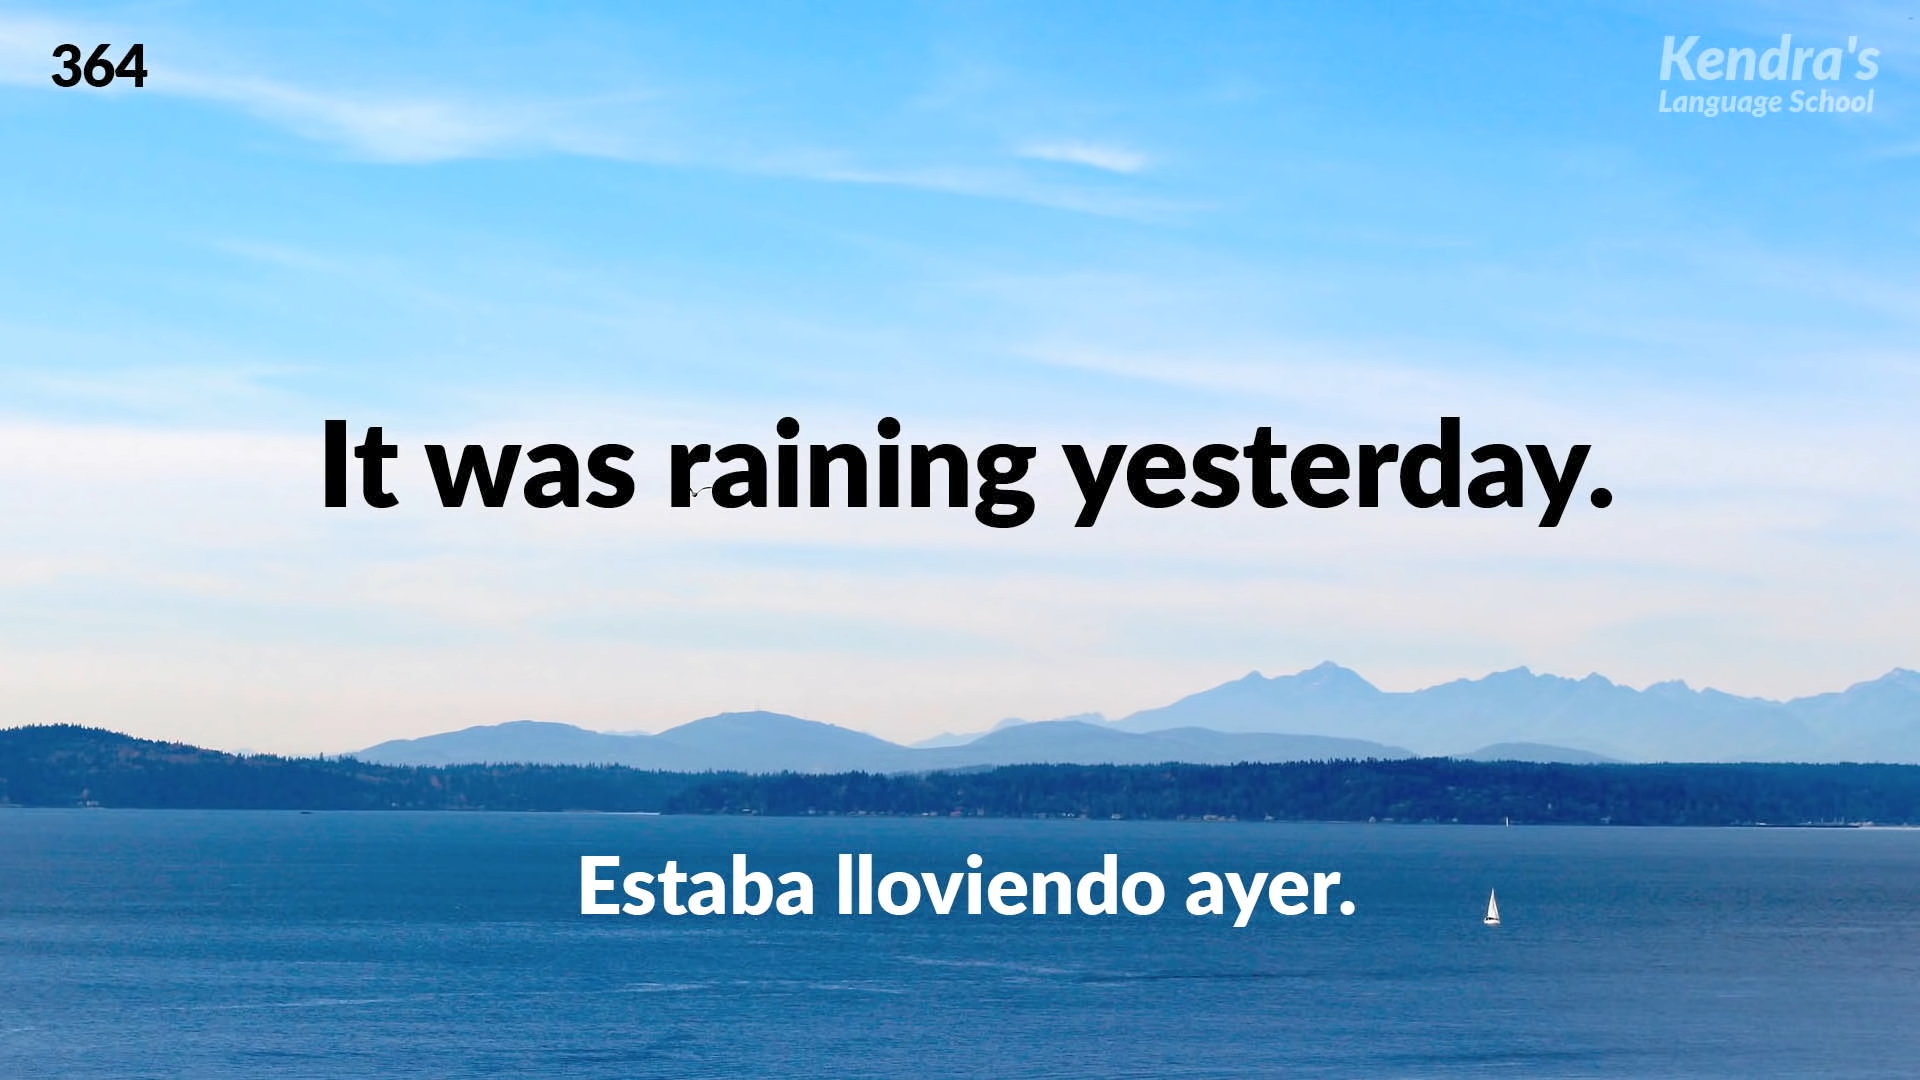 364
Kendra's
Language School
It was raining yesterday.
Estaba lloviendo ayer.